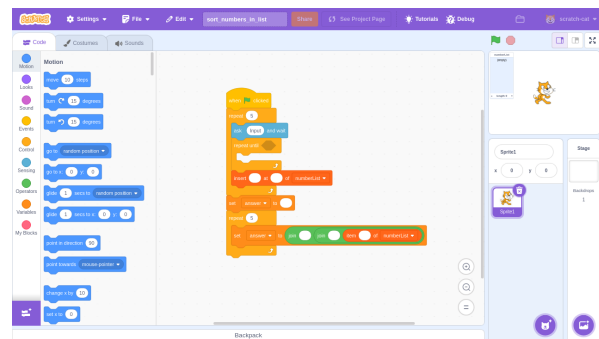 SCRATCH Settings File Edit sort_numbers_in_list Share See Project Page Tutorials Debug scratch-cat
Code Costumes Sounds
Motion
Looks
Sound
Events
Control
Sensing
Operators
Variables
My Blocks
Motion
move 10 steps
turn 15 degrees
turn 15 degrees
go to random position
go to x: 0 y: 0
glide 1 secs to random position
glide 1 secs to x: 0 y: 0
point in direction 90
point towards mouse-pointer
change x by 10
set x to 0
when clicked
repeat 5
ask Input and wait
repeat until
insert at of numberList
set answer to
repeat 5
set answer to join join item of numberList
Sprite1
x 0 y 0
Sprite1
Stage
Backdrops
1
Backpack